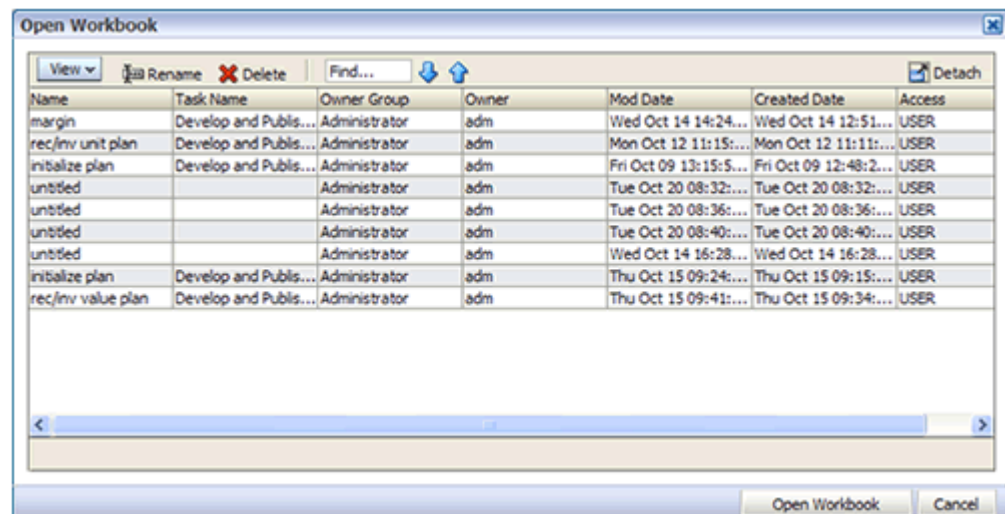 Open Workbook
View Rename Delete Find... Detach
Name Task Name Owner Group Owner Mod Date Created Date Access
margin Develop and Publis... Administrator adm Wed Oct 14 14:24... Wed Oct 14 12:51... USER
rec/inv unit plan Develop and Publis... Administrator adm Mon Oct 12 11:15:... Mon Oct 12 11:11:... USER
initialize plan Develop and Publis... Administrator adm Fri Oct 09 13:15:5... Fri Oct 09 12:48:2... USER
untitled Administrator adm Tue Oct 20 08:32:... Tue Oct 20 08:32:... USER
untitled Administrator adm Tue Oct 20 08:36:... Tue Oct 20 08:36:... USER
untitled Administrator adm Tue Oct 20 08:40:... Tue Oct 20 08:40:... USER
untitled Administrator adm Wed Oct 14 16:28... Wed Oct 14 16:28... USER
initialize plan Develop and Publis... Administrator adm Thu Oct 15 09:24:... Thu Oct 15 09:15:... USER
rec/inv value plan Develop and Publis... Administrator adm Thu Oct 15 09:41:... Thu Oct 15 09:34:... USER
Open Workbook Cancel